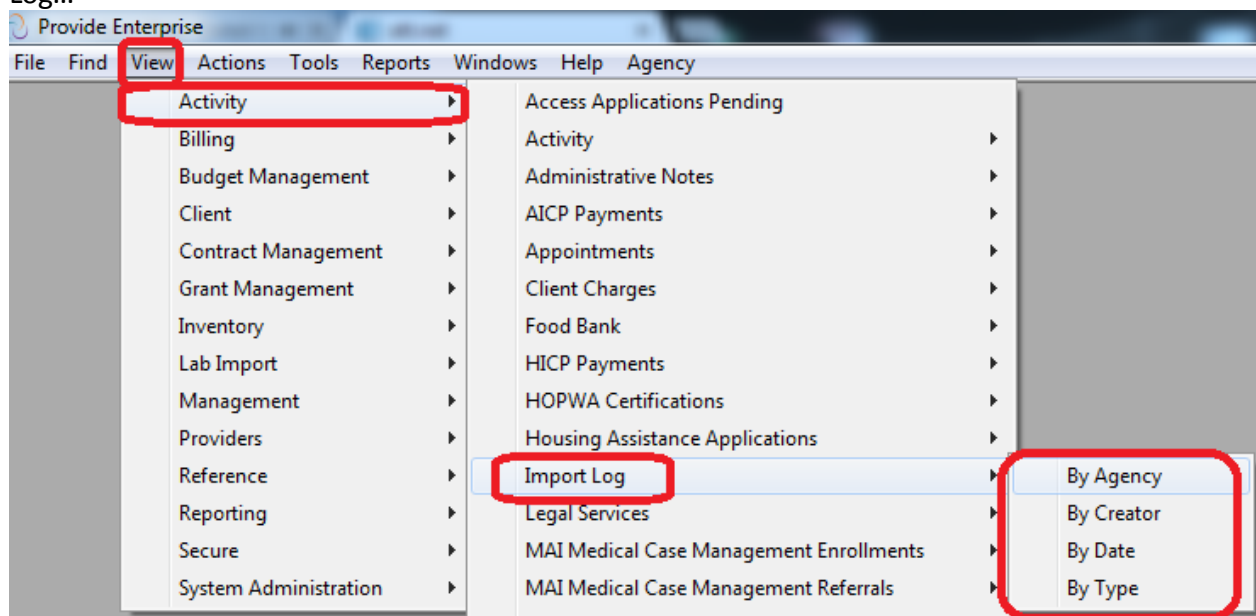 Log...
Provide Enterprise
File Find View Actions Tools Reports Windows Help Agency
Activity
Billing
Budget Management
Client
Contract Management
Grant Management
Inventory
Lab Import
Management
Providers
Reference
Reporting
Secure
System Administration
Access Applications Pending
Activity
Administrative Notes
AICP Payments
Appointments
Client Charges
Food Bank
HICP Payments
HOPWA Certifications
Housing Assistance Applications
Import Log
Legal Services
MAI Medical Case Management Enrollments
MAI Medical Case Management Referrals
By Agency
By Creator
By Date
By Type